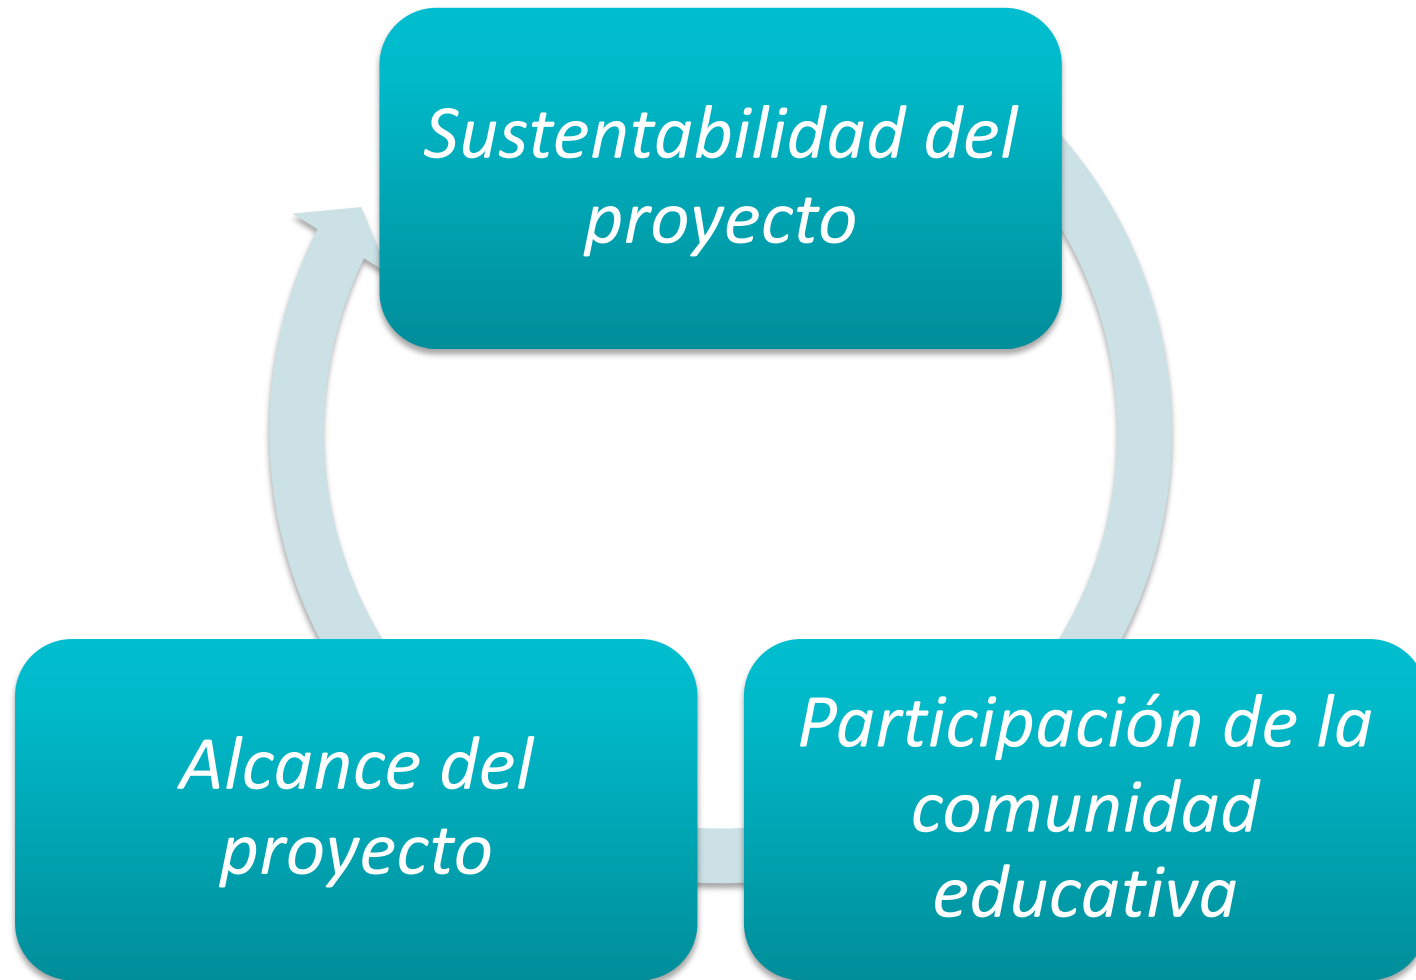 Sustentabilidad del
proyecto
Participación de la
comunidad
educativa
Alcance del
proyecto